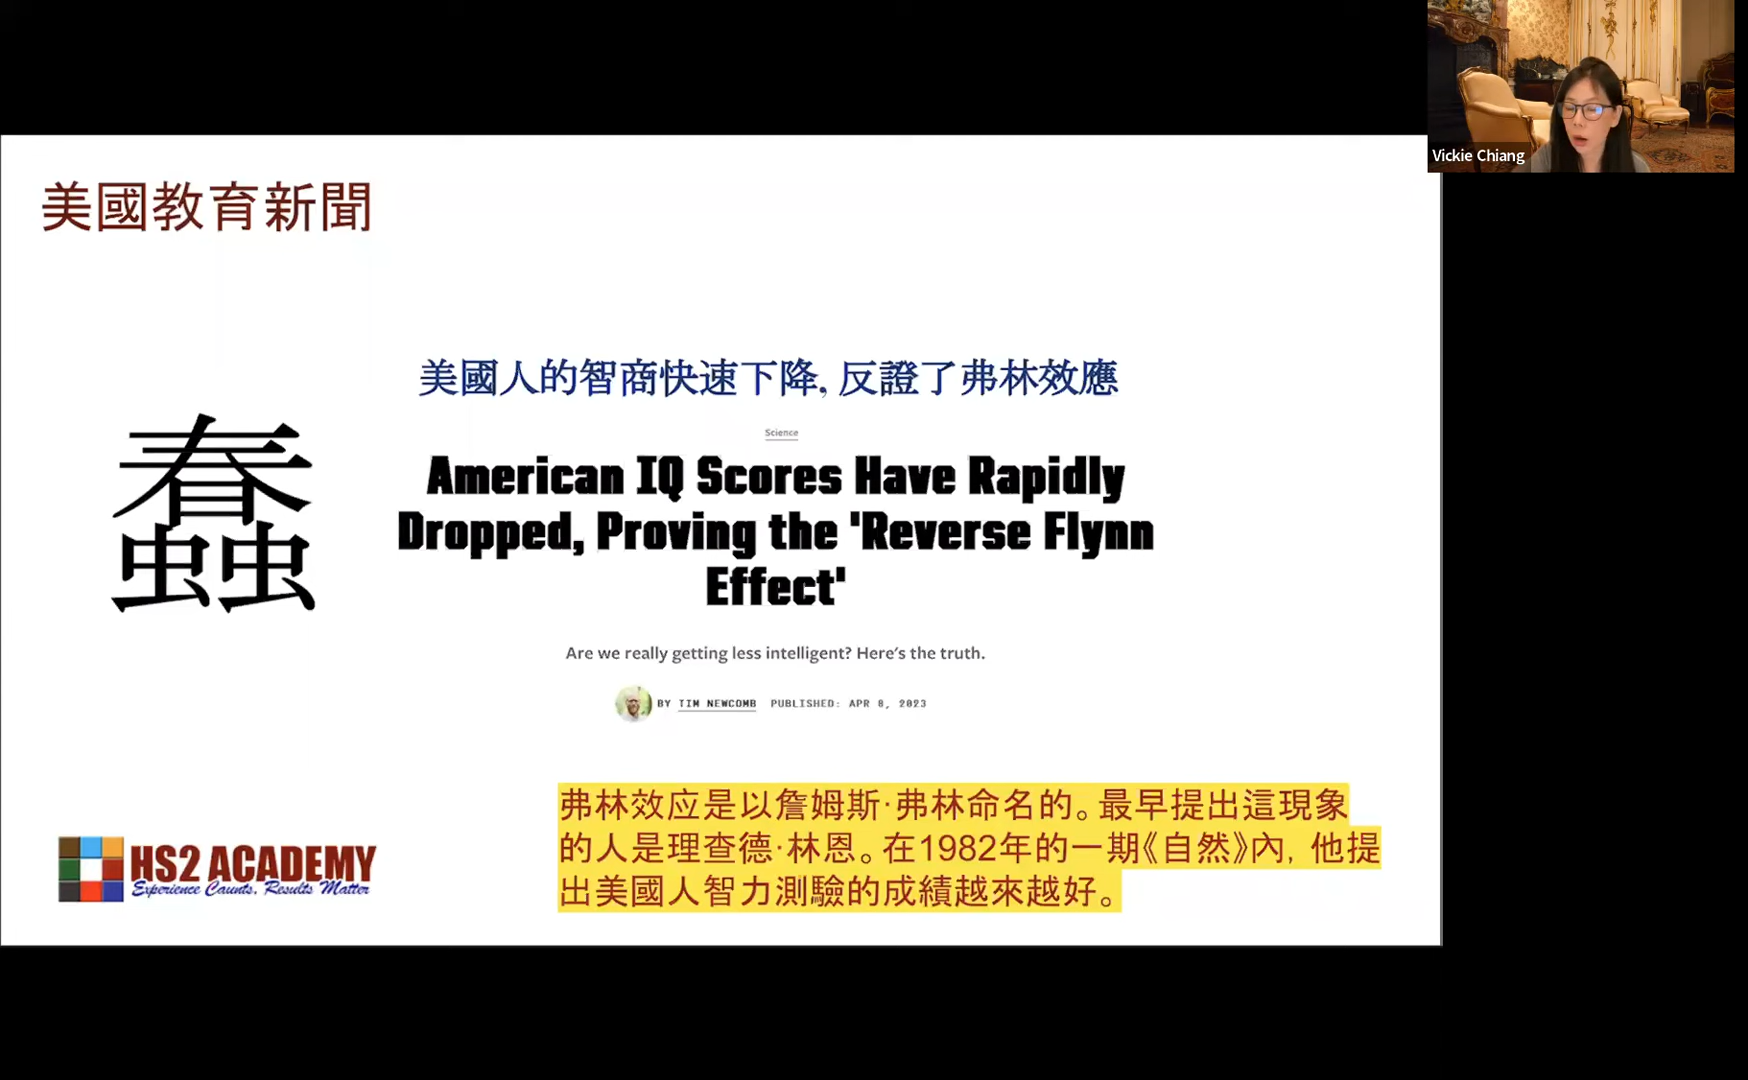 Vickie Chiang
美國教育新聞
美國人的智商快速下降, 反證了弗林效應
Science
American IQ Scores Have Rapidly
Dropped, Proving the 'Reverse Flynn
Effect'
蠢
Are we really getting less intelligent? Here's the truth.
BY TIM NEWCOMB PUBLISHED: APR 8, 2023
弗林效应是以詹姆斯·弗林命名的。最早提出這現象
的人是理查德·林恩。在1982年的一期《自然》內, 他提
出美國人智力測驗的成績越來越好。
HS2 ACADEMY
Experience Counts, Results Matter